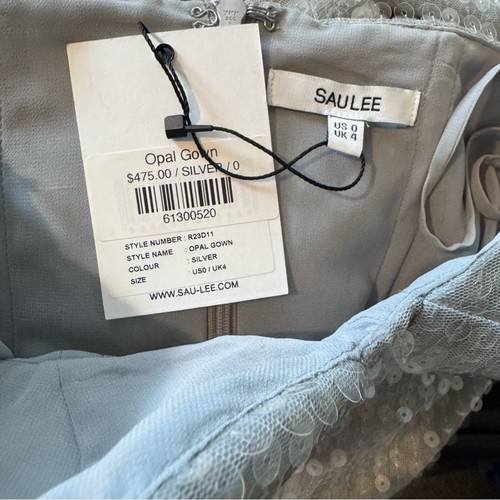 SAU LEE
US 0
UK 4
Opal Gown
$475.00 / SILVER / 0
61300520
STYLE NUMBER : R23D11
STYLE NAME : OPAL GOWN
COLOUR : SILVER
SIZE : US0 / UK4
WWW.SAU-LEE.COM